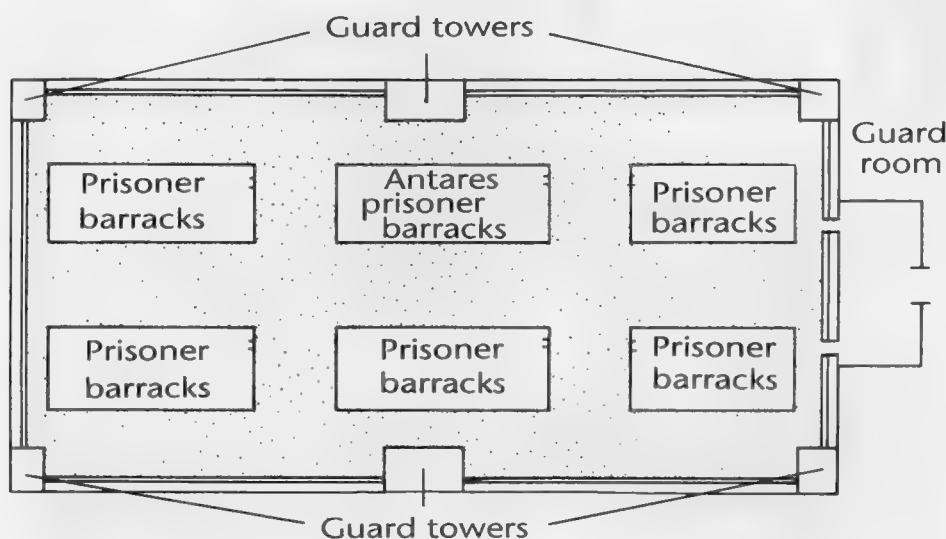 Guard towers
Guard
room
Prisoner
barracks
Antares
prisoner
barracks
Prisoner
barracks
Prisoner
barracks
Prisoner
barracks
Prisoner
barracks
Guard towers